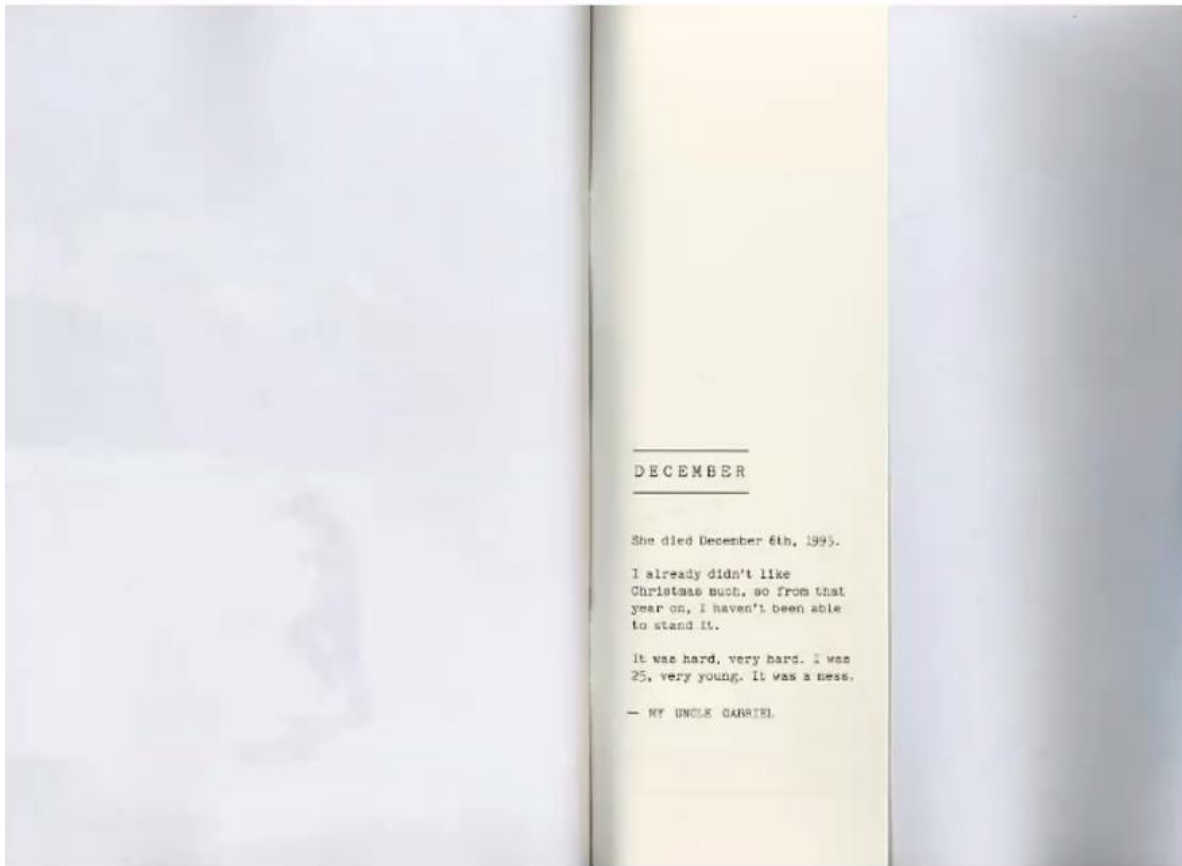 DECEMBER
She died December 6th, 1995.
I already didn't like
Christmas much, so from that
year on, I haven't been able
to stand it.
It was hard, very hard. I was
25, very young. It was a mess.
— MY UNCLE GABRIEL